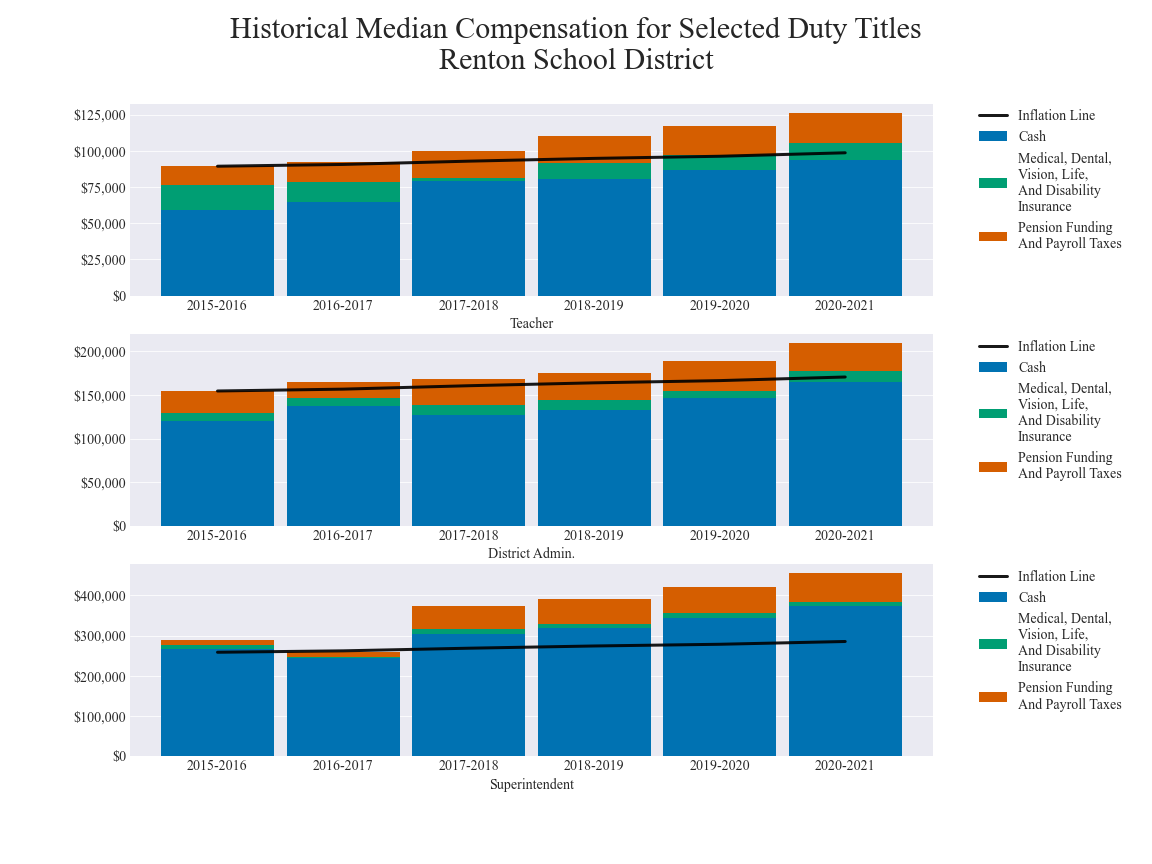 Historical Median Compensation for Selected Duty Titles
Renton School District
$125,000
$100,000
$75,000
$50,000
$25,000
$0
2015-2016
2016-2017
2017-2018
2018-2019
2019-2020
2020-2021
Teacher
Inflation Line
Cash
Medical, Dental,
Vision, Life,
And Disability
Insurance
Pension Funding
And Payroll Taxes
$200,000
$150,000
$100,000
$50,000
$0
2015-2016
2016-2017
2017-2018
2018-2019
2019-2020
2020-2021
District Admin.
Inflation Line
Cash
Medical, Dental,
Vision, Life,
And Disability
Insurance
Pension Funding
And Payroll Taxes
$400,000
$300,000
$200,000
$100,000
$0
2015-2016
2016-2017
2017-2018
2018-2019
2019-2020
2020-2021
Superintendent
Inflation Line
Cash
Medical, Dental,
Vision, Life,
And Disability
Insurance
Pension Funding
And Payroll Taxes